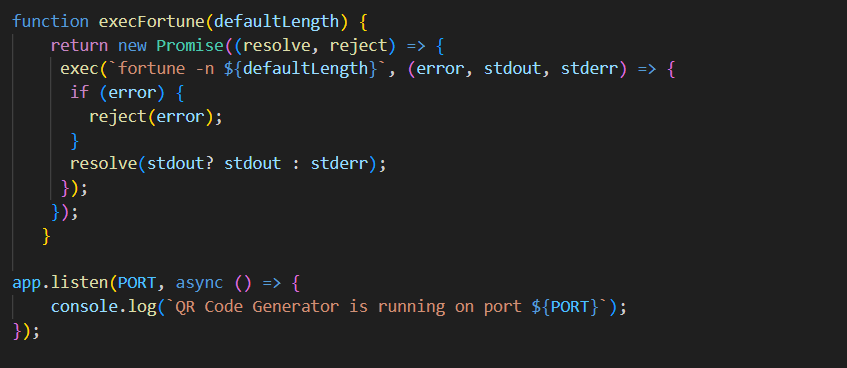 function execFortune(defaultLength) {
    return new Promise((resolve, reject) => {
     exec(`fortune -n ${defaultLength}`, (error, stdout, stderr) => {
      if (error) {
        reject(error);
      }
      resolve(stdout? stdout : stderr);
     });
    });
   }

app.listen(PORT, async () => {
    console.log(`QR Code Generator is running on port ${PORT}`);
});